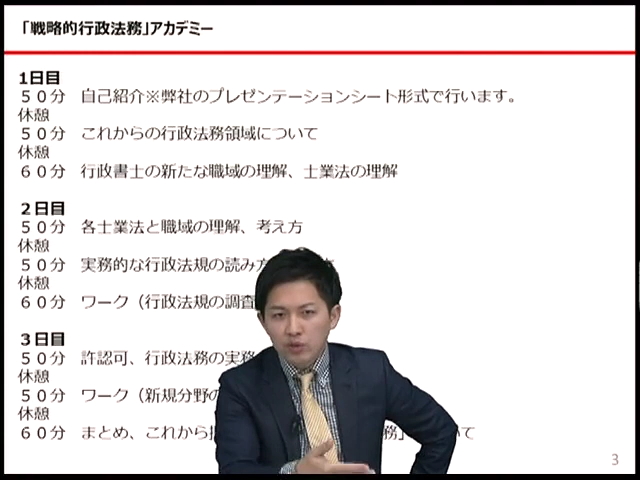 「戦略的行政法務」アカデミー
1日目
５０分　自己紹介※弊社のプレゼンテーションシート形式で行います。
休憩
５０分　これからの行政法務領域について
休憩
６０分　行政書士の新たな職域の理解、士業法の理解
２日目
５０分　各士業法と職域の理解、考え方
休憩
５０分　実務的な行政法規の読み方
休憩
６０分　ワーク（行政法規の調査
３日目
５０分　許認可、行政法務の実務
休憩
５０分　ワーク（新規分野の
休憩
６０分　まとめ、これから 務」 いて
3